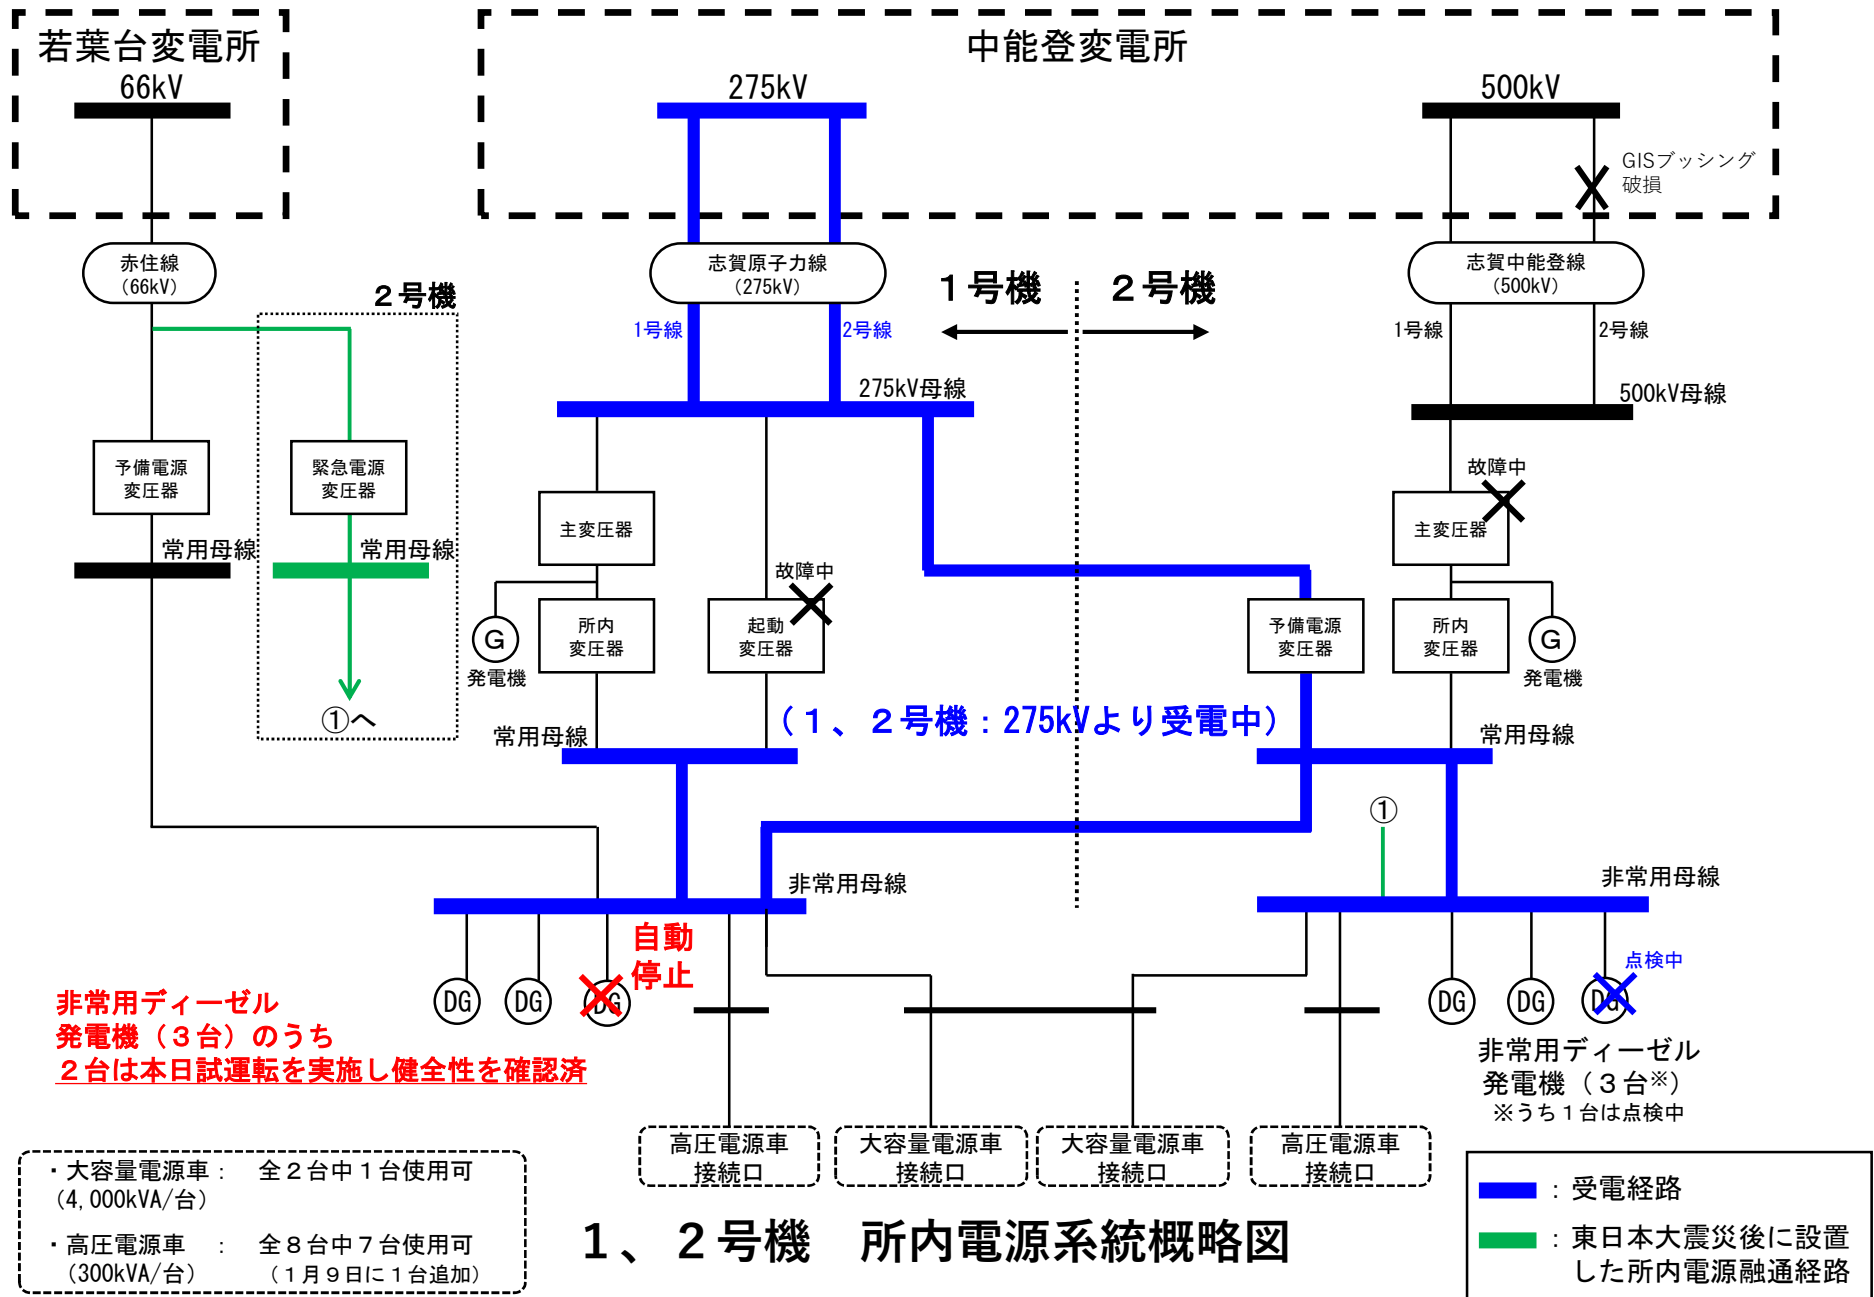 若葉台変電所
66kV
中能登変電所
275kV
500kV
GISブッシング
破損
赤住線
(66kV)
志賀原子力線
(275kV)
志賀中能登線
(500kV)
２号機
１号機
２号機
1号線
2号線
1号線
2号線
275kV母線
500kV母線
予備電源
変圧器
緊急電源
変圧器
常用母線
常用母線
①へ
主変圧器
G
発電機
所内
変圧器
故障中
起動
変圧器
予備電源
変圧器
故障中
主変圧器
所内
変圧器
G
発電機
(１、２号機：275kVより受電中)
常用母線
常用母線
①
非常用母線
非常用母線
自動
停止
DG
DG
DG
点検中
DG
DG
DG
非常用ディーゼル
発電機（３台）のうち
２台は本日試運転を実施し健全性を確認済
非常用ディーゼル
発電機（３台※）
※うち１台は点検中
高圧電源車
接続口
大容量電源車
接続口
大容量電源車
接続口
高圧電源車
接続口
・大容量電源車： 全２台中１台使用可
(4,000kVA/台)
・高圧電源車 ： 全８台中７台使用可
(300kVA/台) （１月９日に１台追加）
１、２号機 所内電源系統概略図
：受電経路
：東日本大震災後に設置
した所内電源融通経路